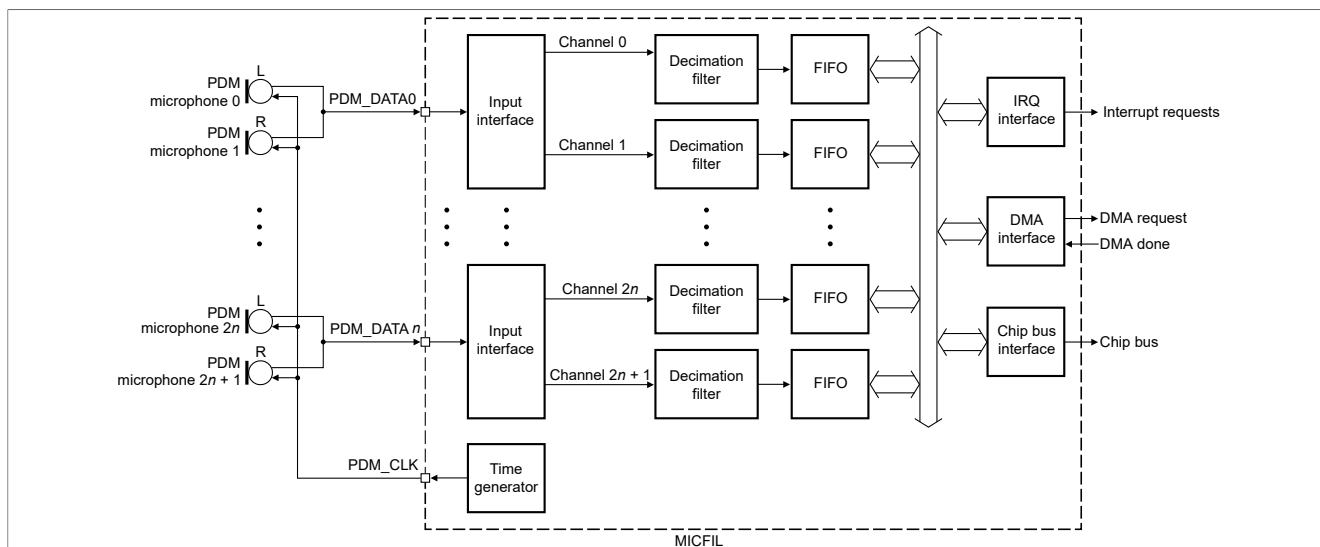 L
PDM
microphone 0
R
PDM
microphone 1
PDM_DATA0
Input
interface
Channel 0
Decimation
filter
FIFO
Channel 1
Decimation
filter
FIFO
IRQ
interface
Interrupt requests
DMA
interface
DMA request
DMA done
L
PDM
microphone 2n
R
PDM
microphone 2n + 1
PDM_DATA n
Input
interface
Channel 2n
Decimation
filter
FIFO
Channel 2n + 1
Decimation
filter
FIFO
Chip bus
interface
Chip bus
PDM_CLK
Time
generator
MICFIL